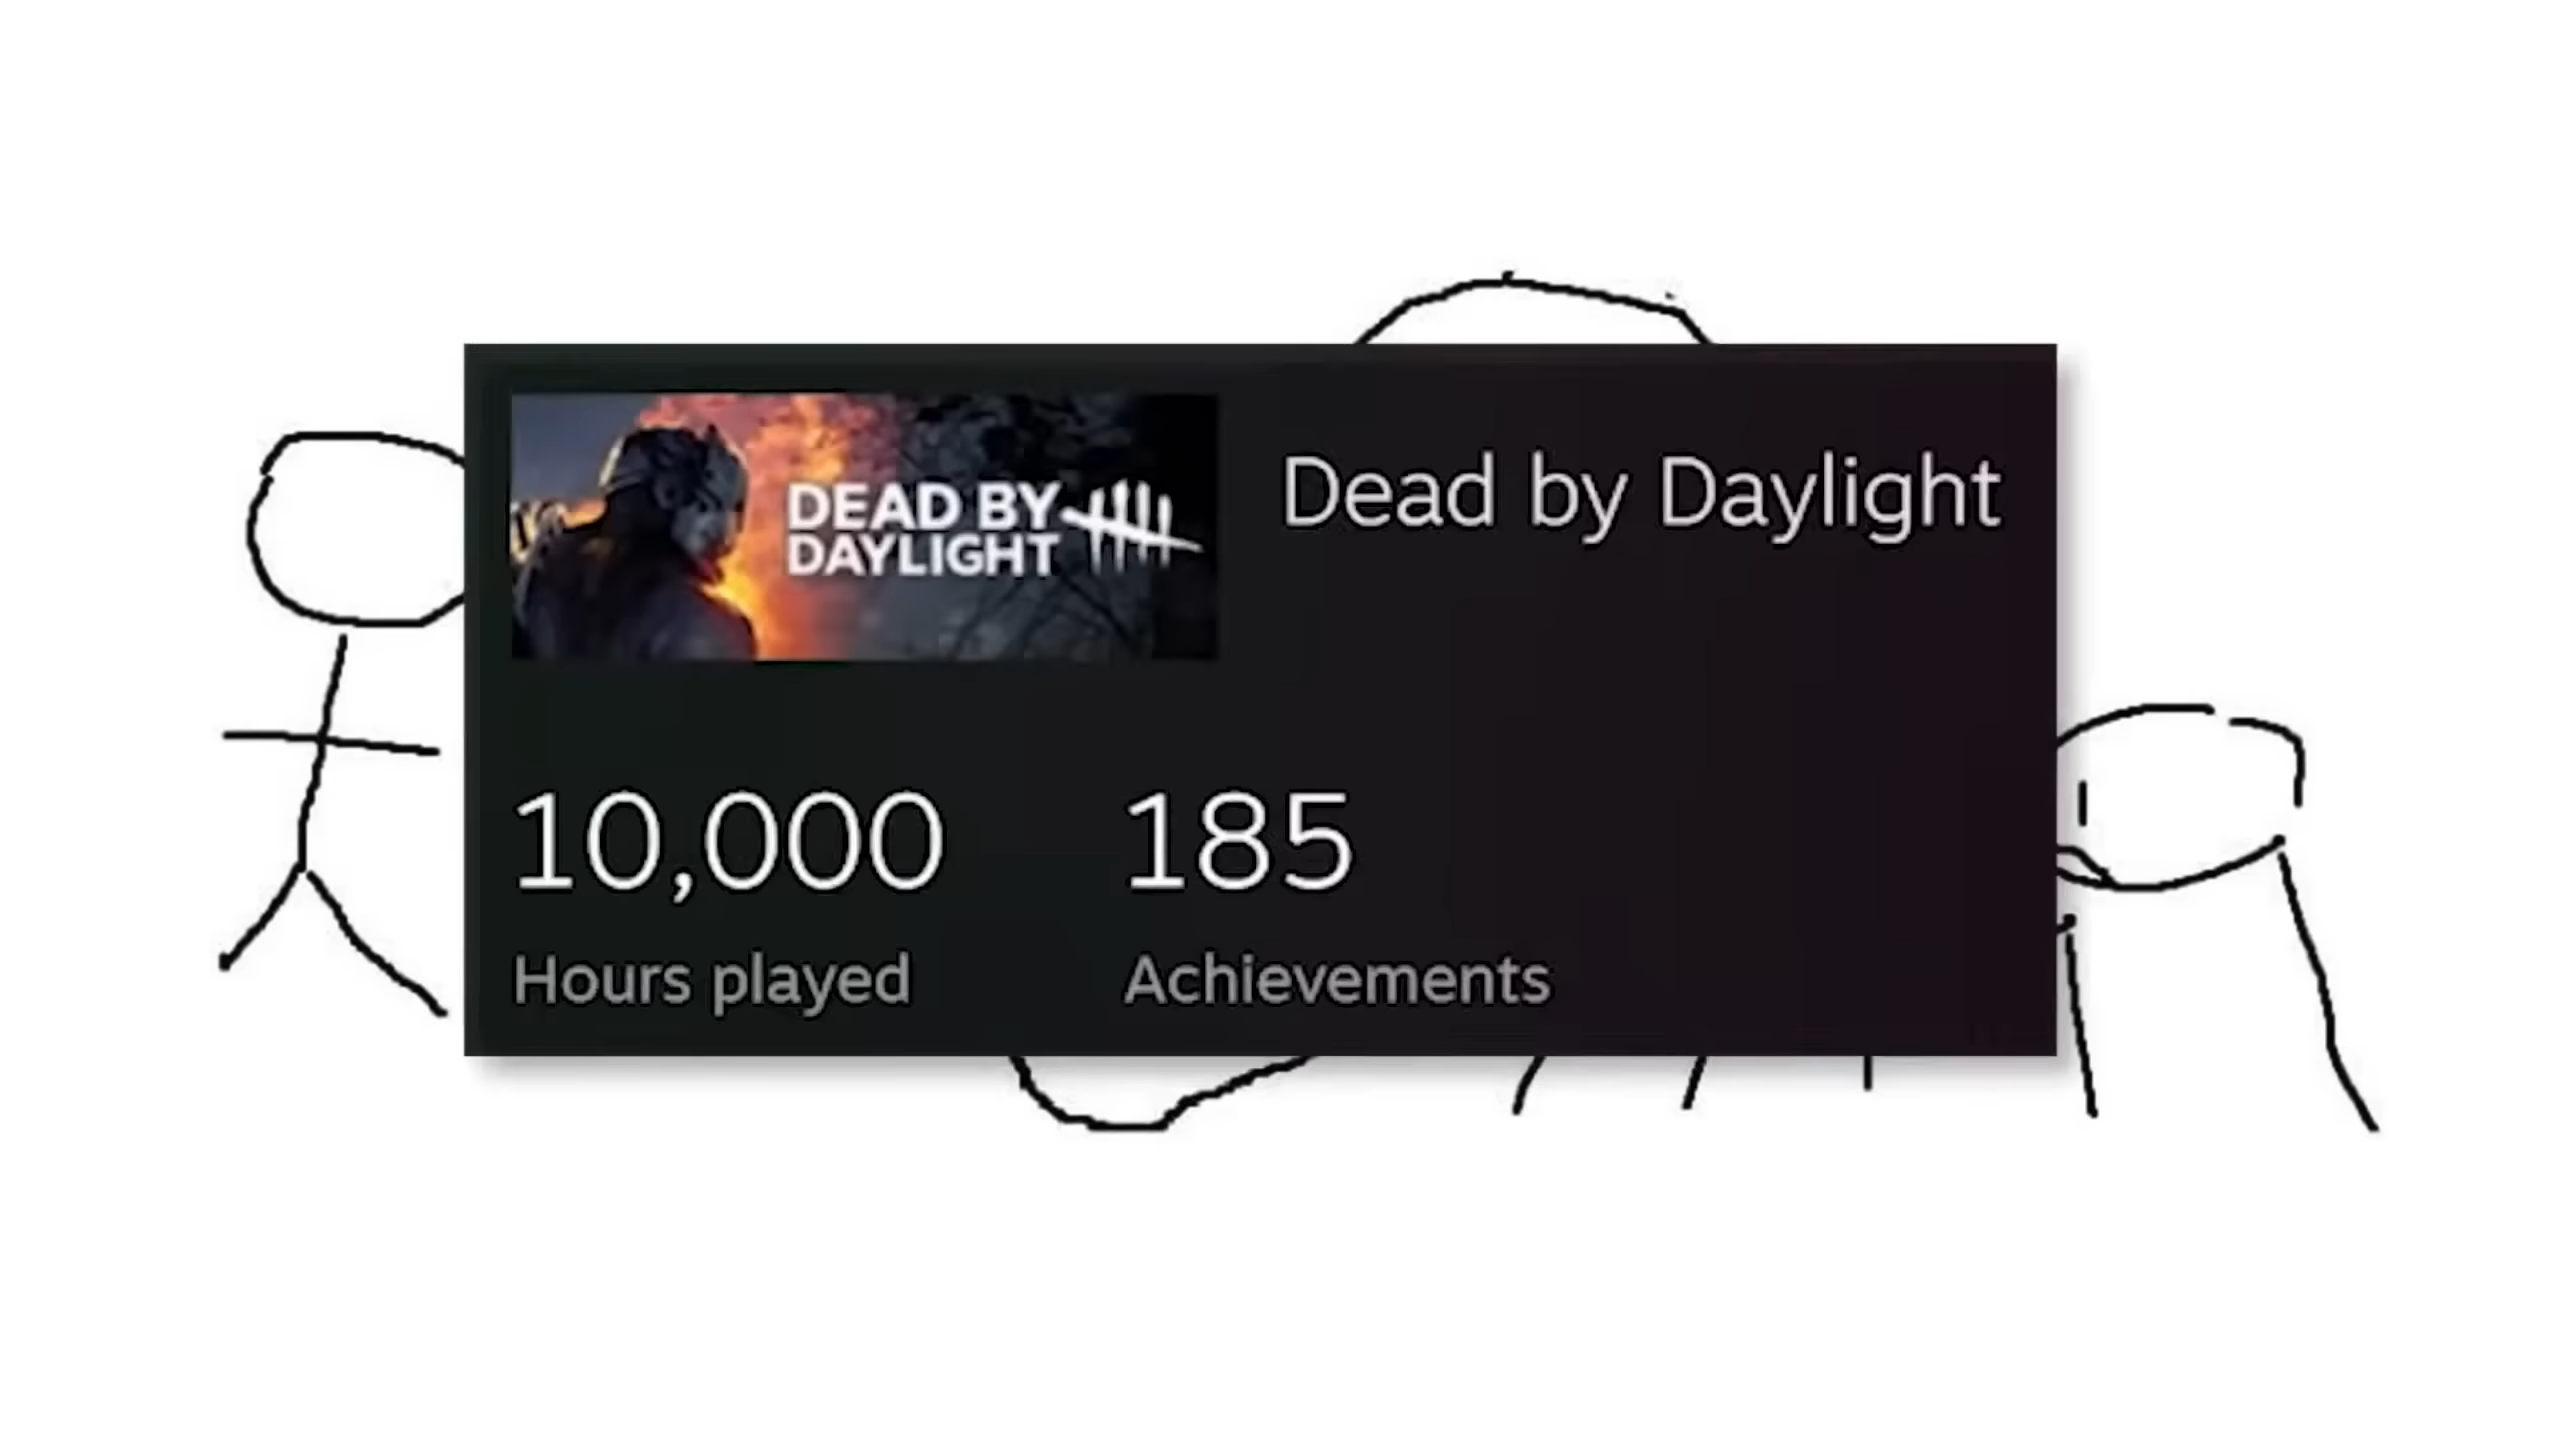 DEAD BY
DAYLIGHT
Dead by Daylight
10,000
185
Hours played
Achievements